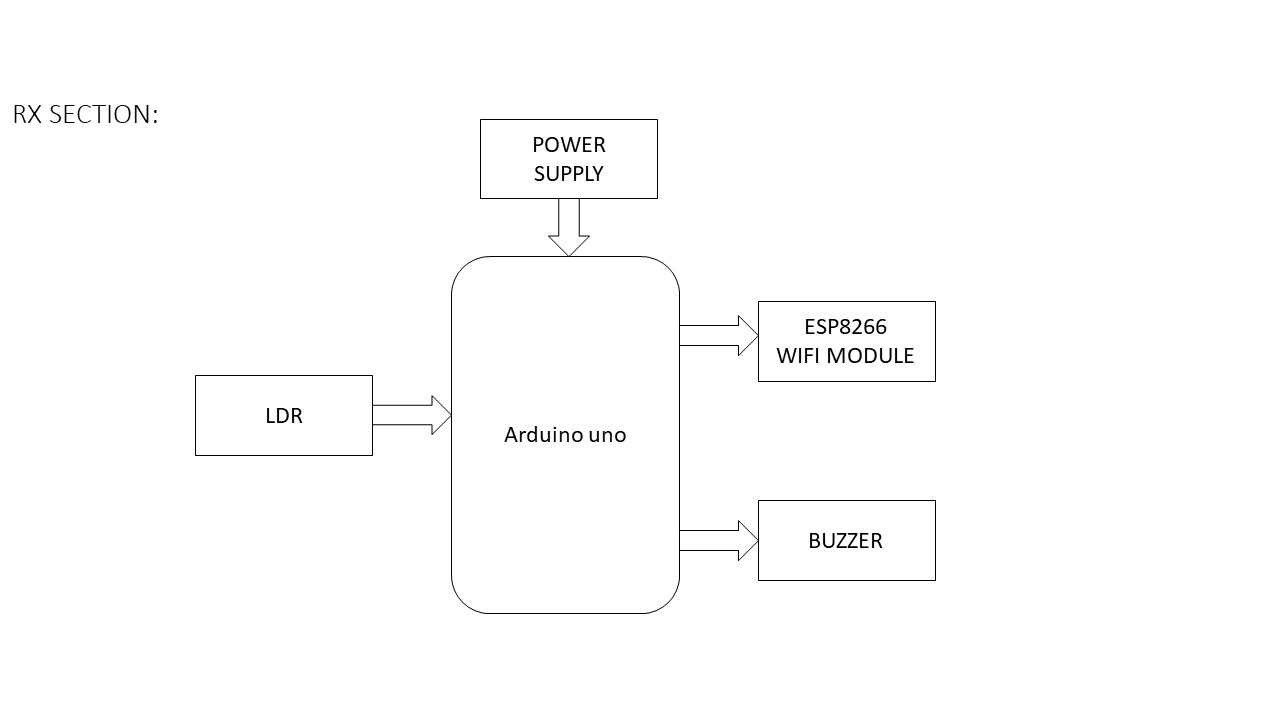 RX SECTION:
POWER
SUPPLY
ESP8266
WIFI MODULE
LDR
Arduino uno
BUZZER